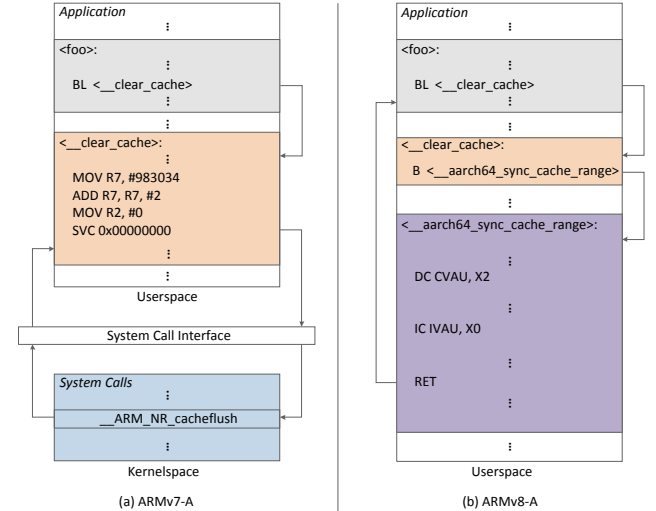 Application
⋮
<foo>:
⋮
BL <__clear_cache>
⋮
⋮
<__clear_cache>:
⋮
MOV R7, #983034
ADD R7, R7, #2
MOV R2, #0
SVC 0x00000000
⋮
⋮
Userspace
System Call Interface
System Calls
⋮
__ARM_NR_cacheflush
⋮
Kernelspace
(a) ARMv7-A
Application
⋮
<foo>:
⋮
BL <__clear_cache>
⋮
⋮
<__clear_cache>:
B <__aarch64_sync_cache_range>
⋮
<__aarch64_sync_cache_range>:
⋮
DC CVAU, X2
⋮
IC IVAU, X0
⋮
RET
⋮
⋮
Userspace
(b) ARMv8-A